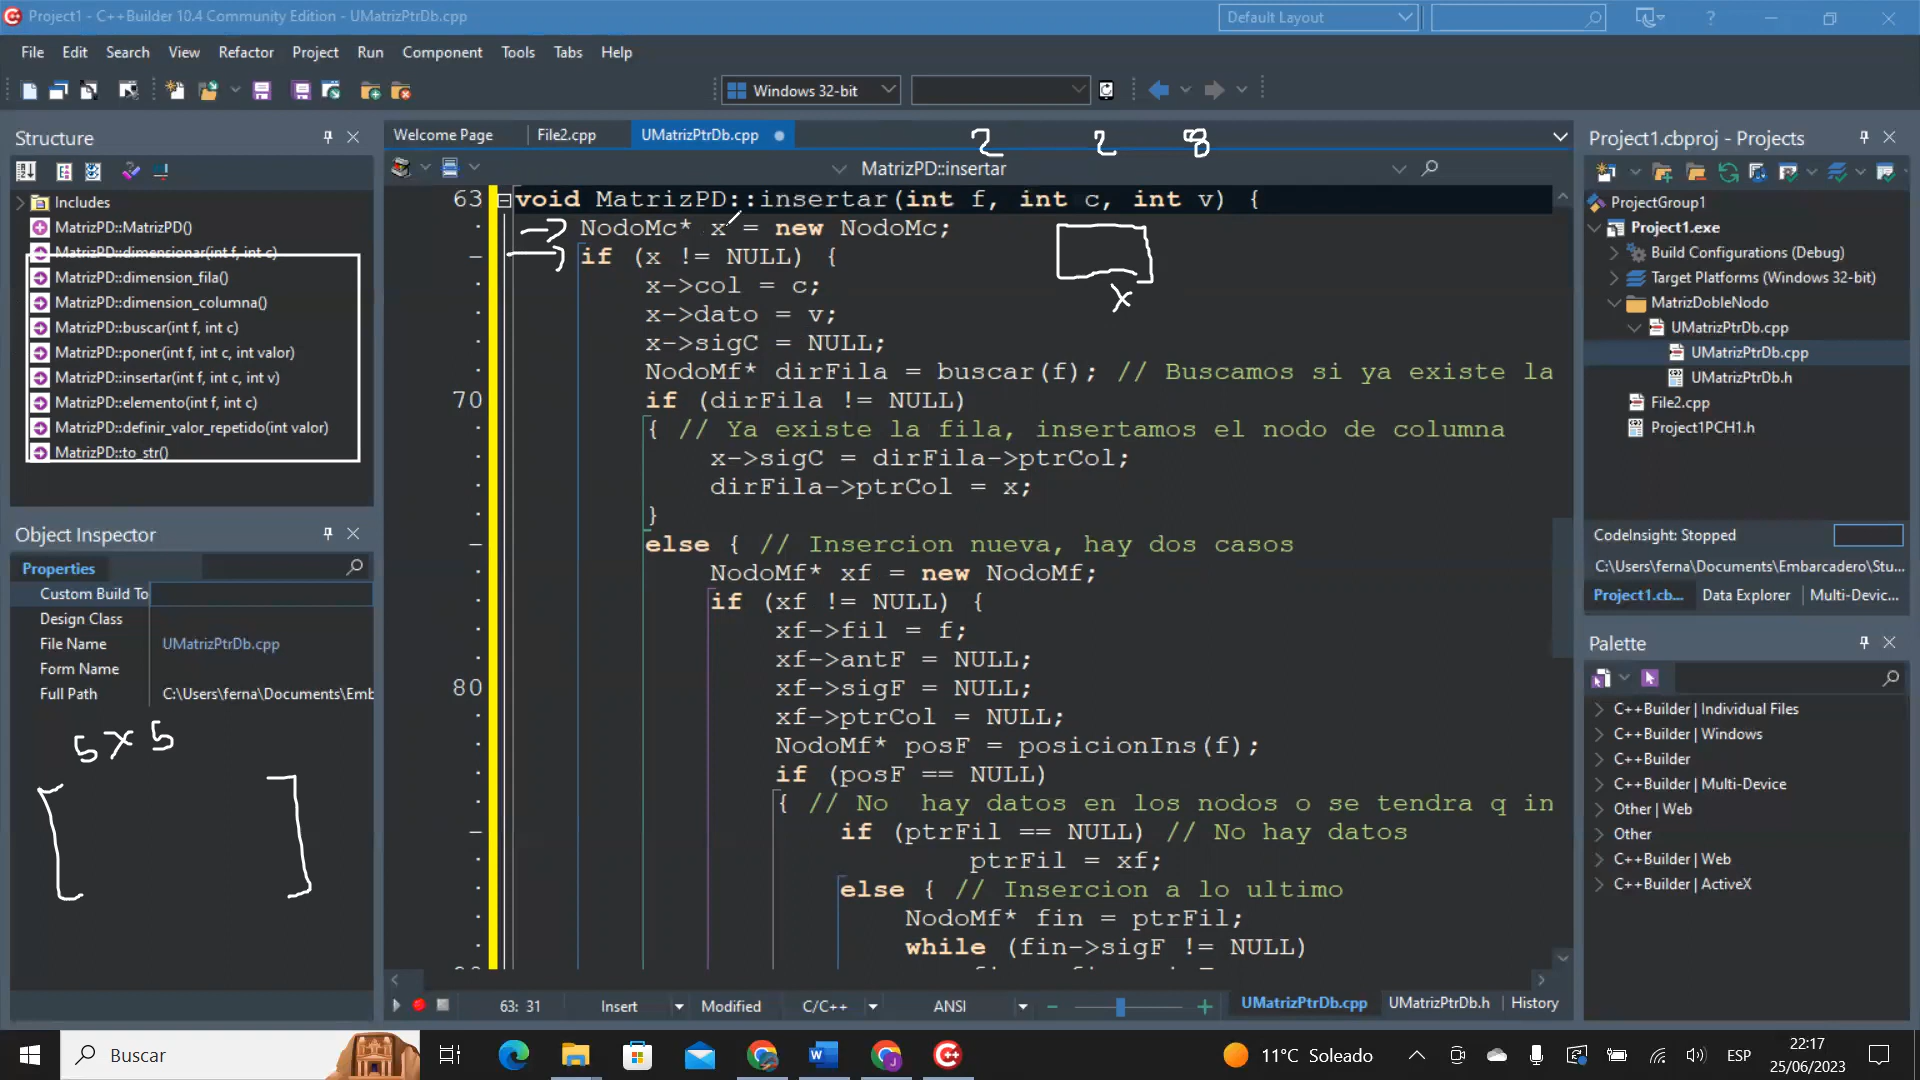 Project1 - C++Builder 10.4 Community Edition - UMatrizPtrDb.cpp
Default Layout
File Edit Search View Refactor Project Run Component Tools Tabs Help
Windows 32-bit
Structure
Includes
MatrizPD::MatrizPD()
MatrizPD::dimensionar(int f, int c)
MatrizPD::dimension_fila()
MatrizPD::dimension_columna()
MatrizPD::buscar(int f, int c)
MatrizPD::poner(int f, int c, int valor)
MatrizPD::insertar(int f, int c, int v)
MatrizPD::elemento(int f, int c)
MatrizPD::definir_valor_repetido(int valor)
MatrizPD::to_str()
Object Inspector
Properties
Custom Build To
Design Class
File Name UMatrizPtrDb.cpp
Form Name
Full Path C:\Users\ferna\Documents\Emb
5 x 5
Welcome Page File2.cpp UMatrizPtrDb.cpp
2 2 8
MatrizPD::insertar
63 void MatrizPD::insertar(int f, int c, int v) {
NodoMc* x = new NodoMc;
if (x != NULL) {
x->col = c;
x
x->dato = v;
x->sigC = NULL;
NodoMf* dirFila = buscar(f); // Buscamos si ya existe la
70 if (dirFila != NULL)
{ // Ya existe la fila, insertamos el nodo de columna
x->sigC = dirFila->ptrCol;
dirFila->ptrCol = x;
}
else { // Insercion nueva, hay dos casos
NodoMf* xf = new NodoMf;
if (xf != NULL) {
xf->fil = f;
xf->antF = NULL;
80 xf->sigF = NULL;
xf->ptrCol = NULL;
NodoMf* posF = posicionIns(f);
if (posF == NULL)
{ // No hay datos en los nodos o se tendra q in
if (ptrFil == NULL) // No hay datos
ptrFil = xf;
else { // Insercion a lo ultimo
NodoMf* fin = ptrFil;
while (fin->sigF != NULL)
63: 31 Insert Modified C/C++ ANSI
UMatrizPtrDb.cpp UMatrizPtrDb.h History
Project1.cbproj - Projects
ProjectGroup1
Project1.exe
Build Configurations (Debug)
Target Platforms (Windows 32-bit)
MatrizDobleNodo
UMatrizPtrDb.cpp
UMatrizPtrDb.cpp
UMatrizPtrDb.h
File2.cpp
Project1PCH1.h
CodeInsight: Stopped
C:\Users\ferna\Documents\Embarcadero\Stu...
Project1.cb... Data Explorer Multi-Devic...
Palette
C++Builder | Individual Files
C++Builder | Windows
C++Builder
C++Builder | Multi-Device
Other | Web
Other
C++Builder | Web
C++Builder | ActiveX
Buscar
11°C Soleado
ESP
22:17
25/06/2023